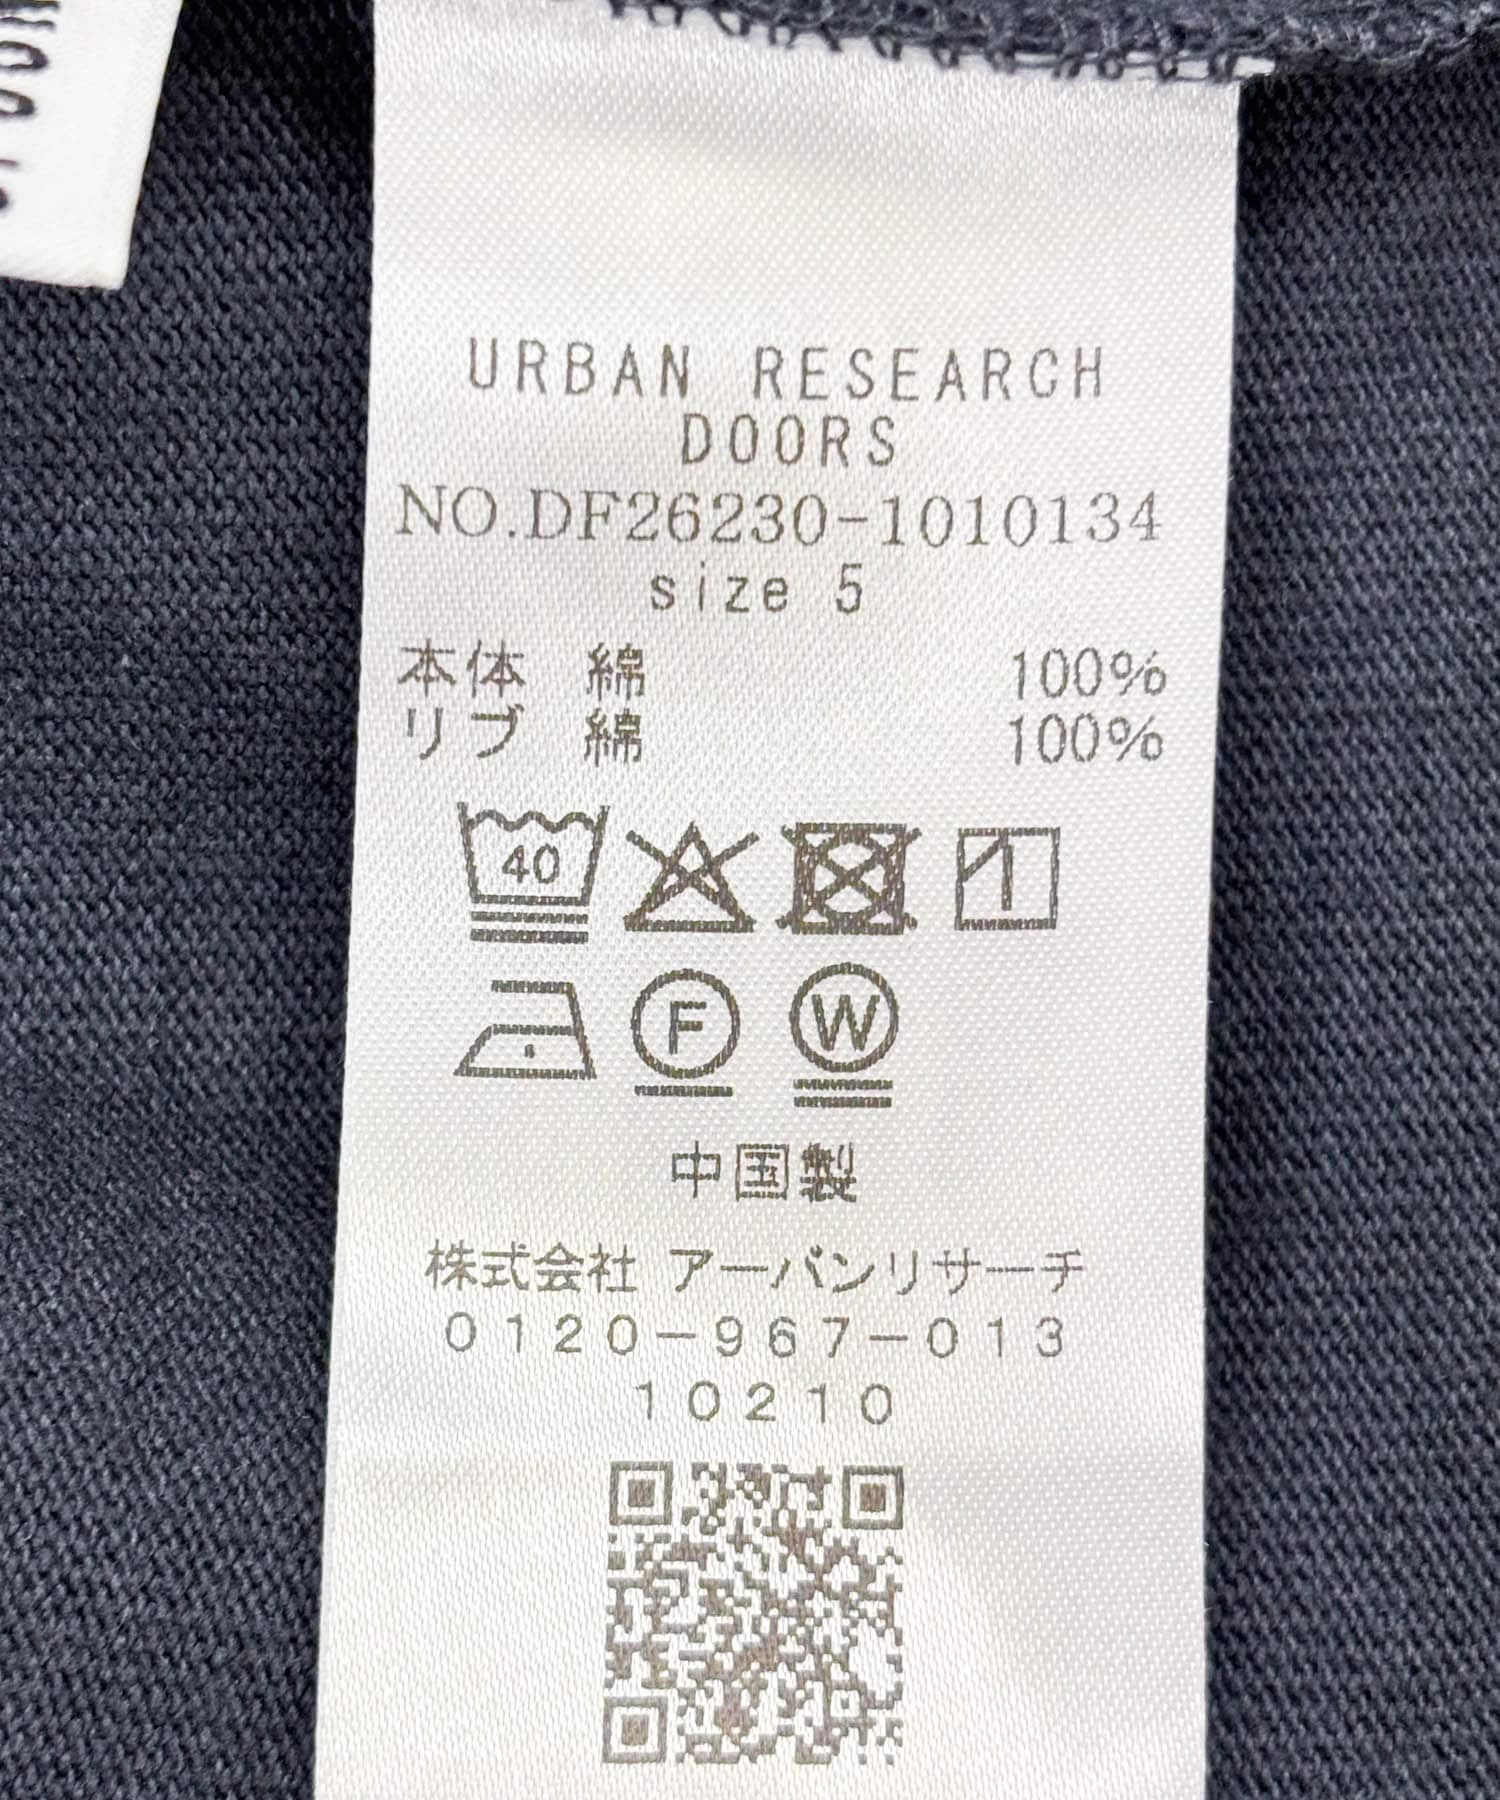 URBAN RESEARCH
DOORS
NO.DF26230-1010134
size 5
本体 綿 100%
リブ 綿 100%
40
F W
中国製
株式会社 アーバンリサーチ
0120-967-013
10210